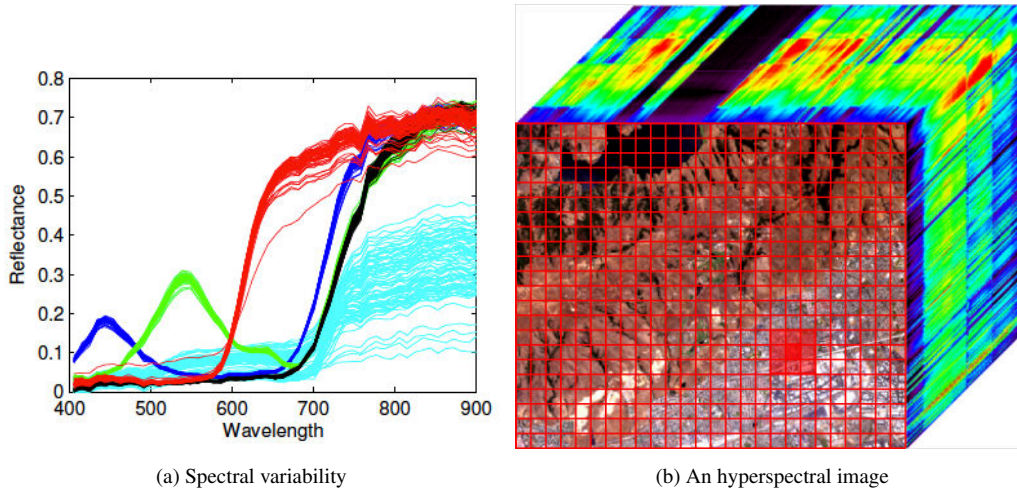 0.8
0.7
0.6
0.5
0.4
0.3
0.2
0.1
0
Reflectance
400 500 600 700 800 900
Wavelength
(a) Spectral variability
(b) An hyperspectral image